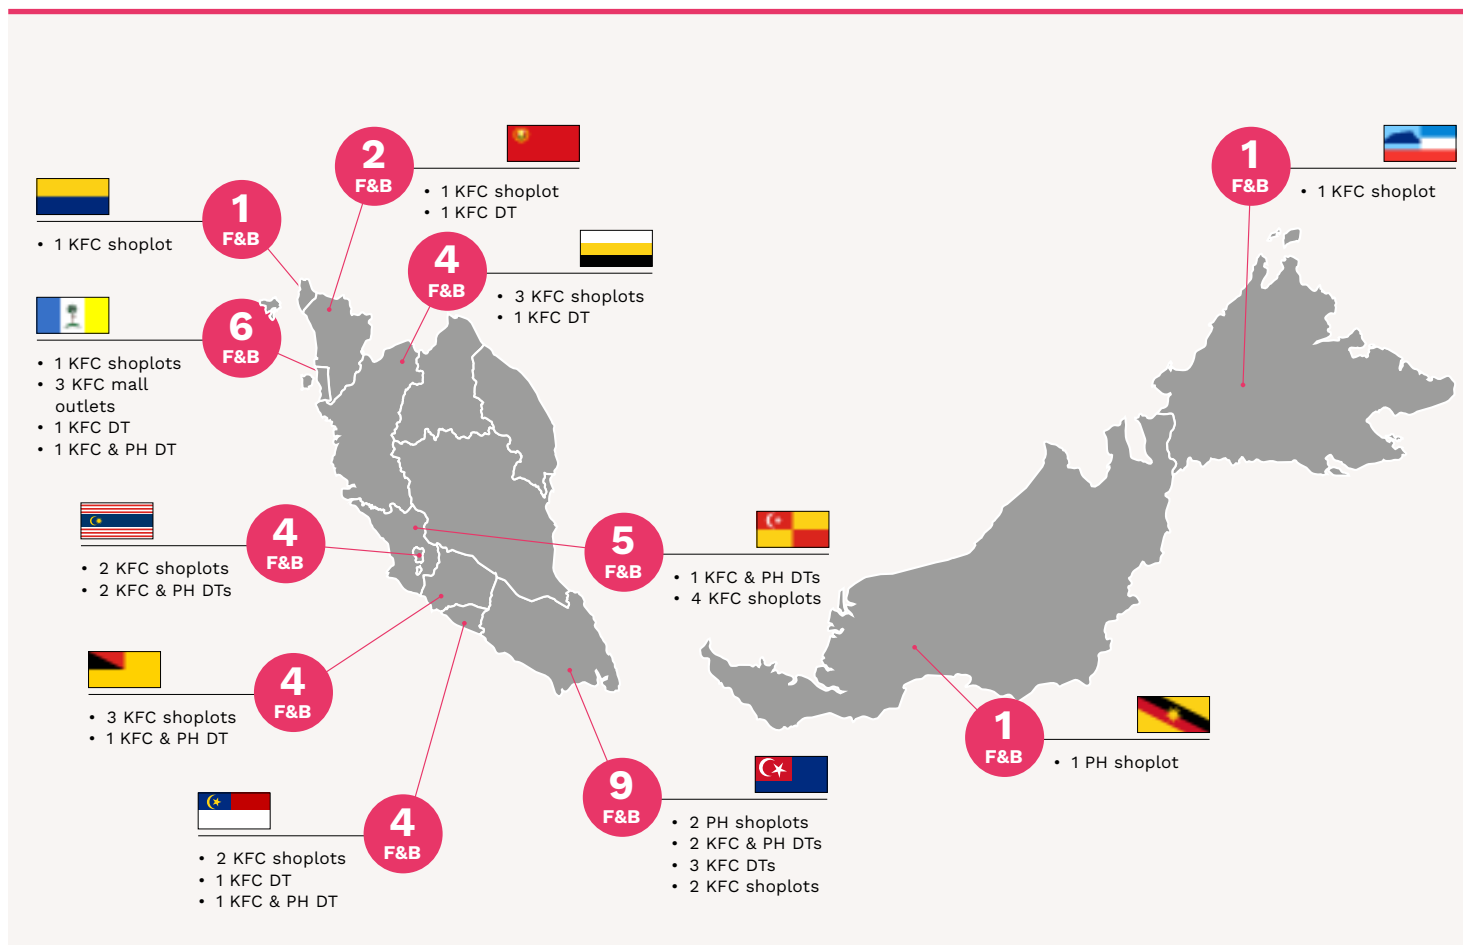 2
F&B
• 1 KFC shoplot
• 1 KFC DT
1
F&B
• 1 KFC shoplot
1
F&B
• 1 KFC shoplot
4
F&B
• 3 KFC shoplots
• 1 KFC DT
6
F&B
• 1 KFC shoplots
• 3 KFC mall
outlets
• 1 KFC DT
• 1 KFC & PH DT
4
F&B
• 2 KFC shoplots
• 2 KFC & PH DTs
5
F&B
• 1 KFC & PH DTs
• 4 KFC shoplots
4
F&B
• 3 KFC shoplots
• 1 KFC & PH DT
1
F&B
• 1 PH shoplot
9
F&B
• 2 PH shoplots
• 2 KFC & PH DTs
• 3 KFC DTs
• 2 KFC shoplots
4
F&B
• 2 KFC shoplots
• 1 KFC DT
• 1 KFC & PH DT